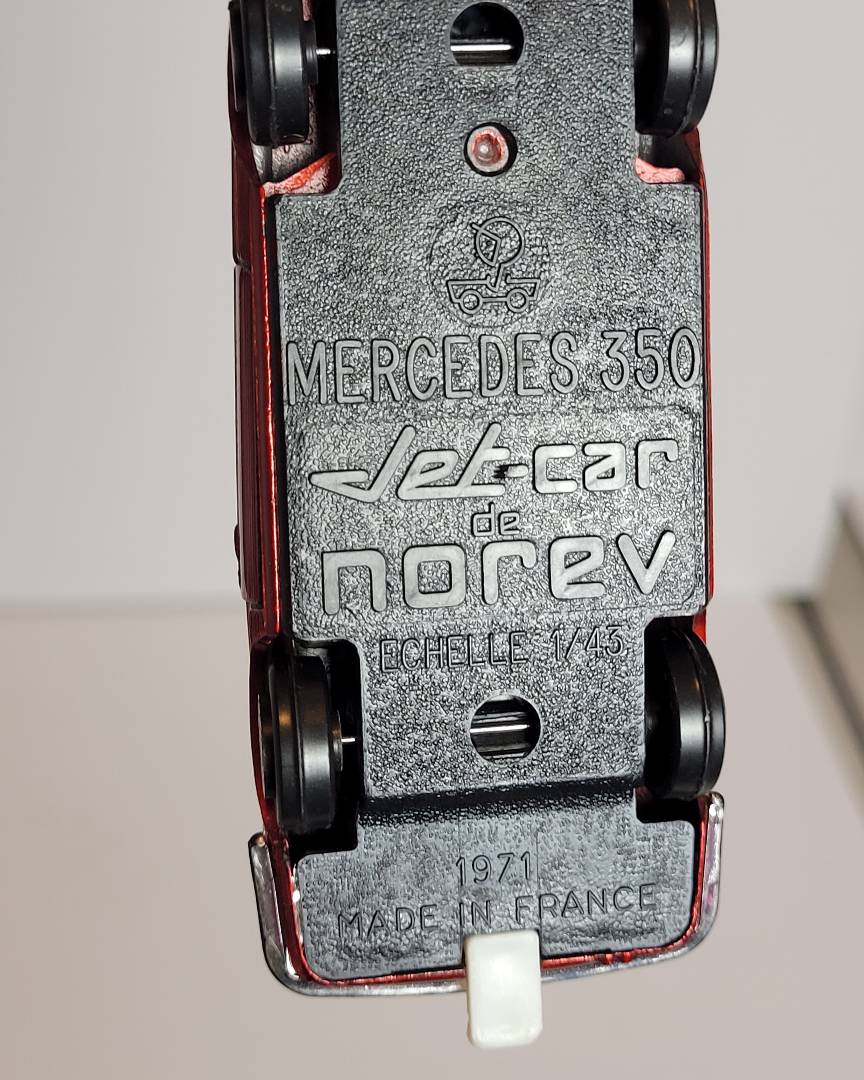 MERCEDES 350
Jet-car
de
norev
ECHELLE 1/43
1971
MADE IN FRANCE